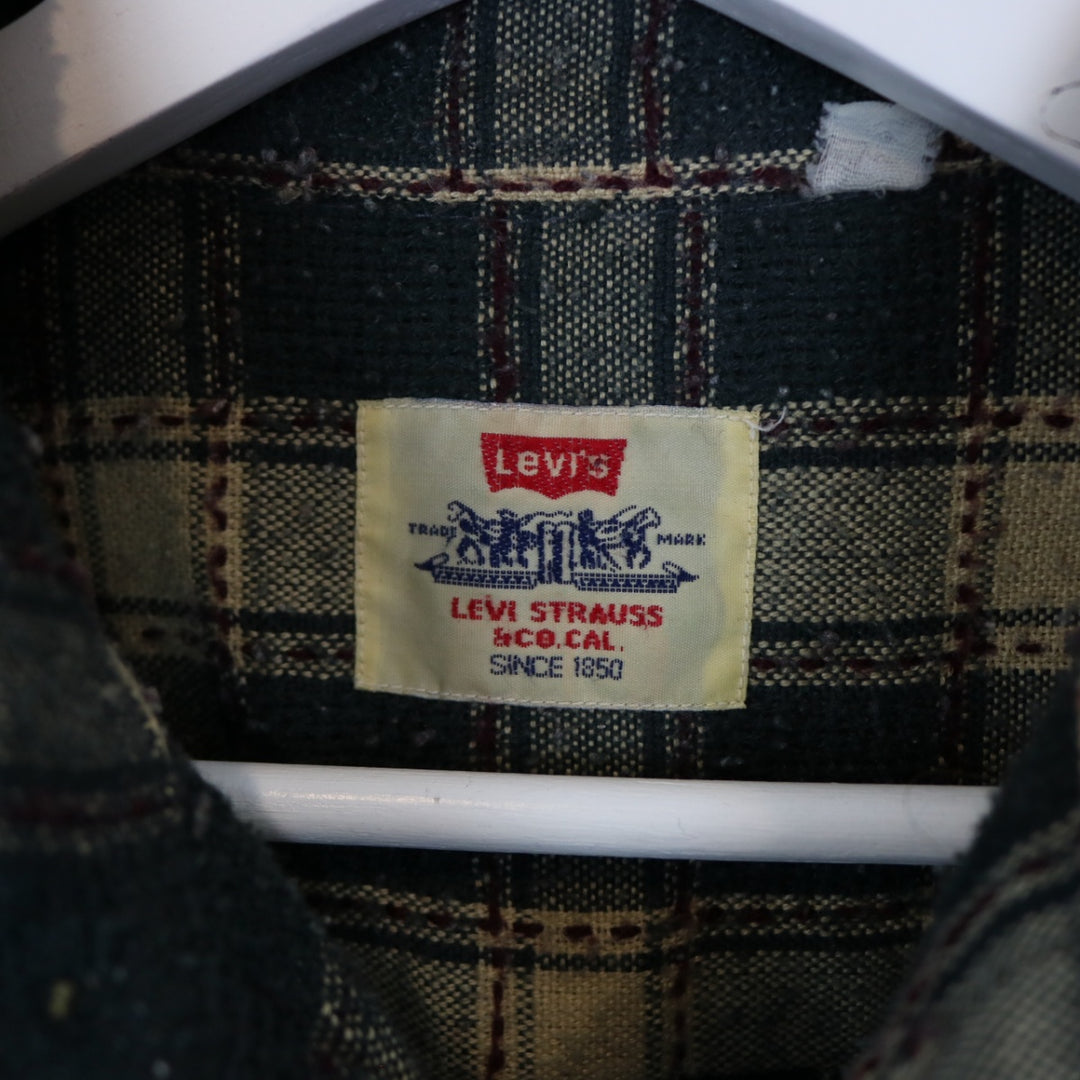 Levi's
TRADE MARK
LEVI STRAUSS
&CO.CAL.
SINCE 1850